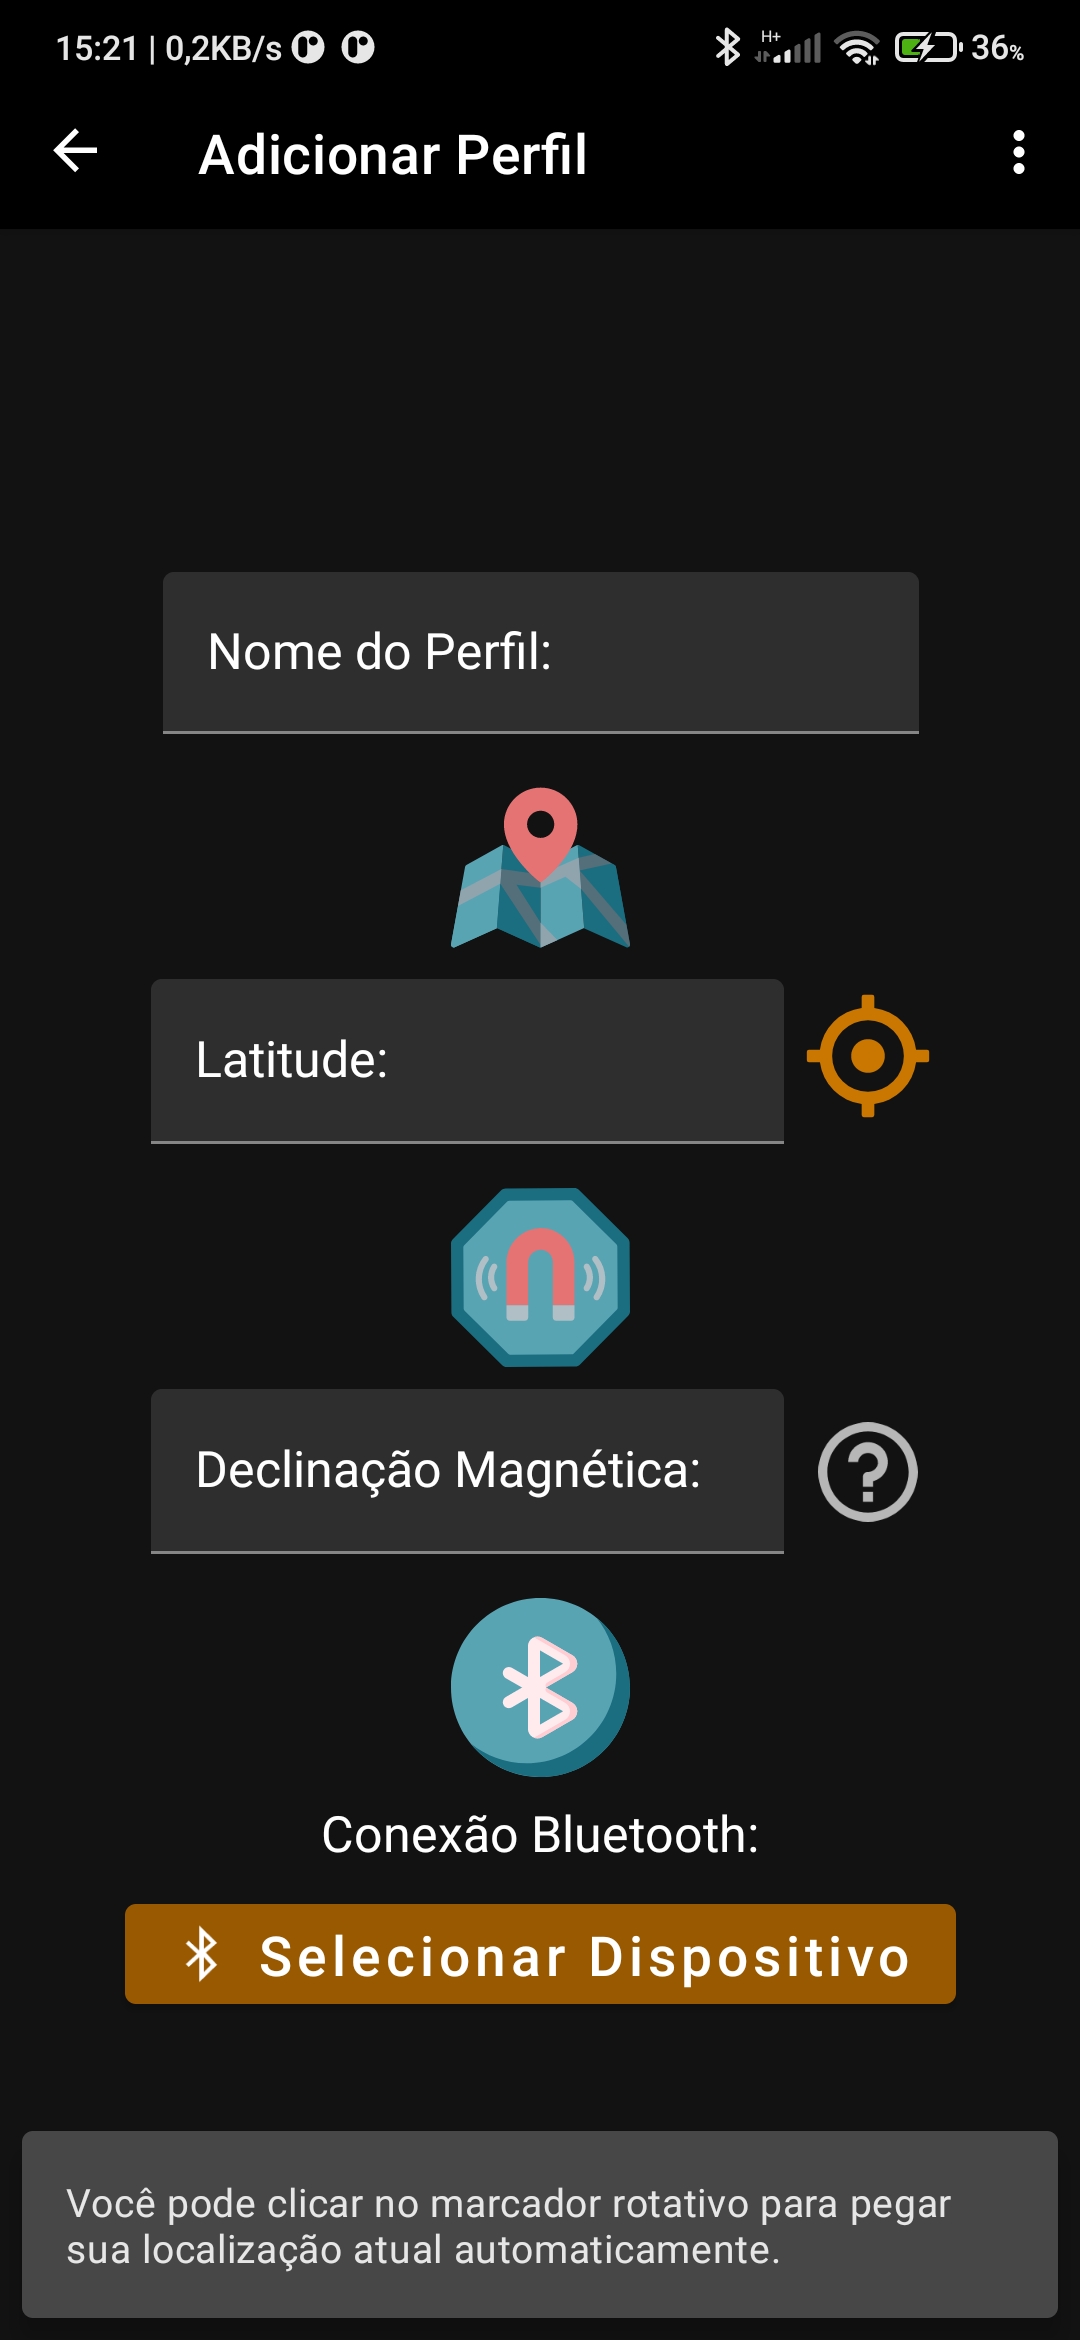 15:21 | 0,2KB/s
H+
36%
Adicionar Perfil
Nome do Perfil:
Latitude:
Declinação Magnética:
Conexão Bluetooth:
Selecionar Dispositivo
Você pode clicar no marcador rotativo para pegar
sua localização atual automaticamente.